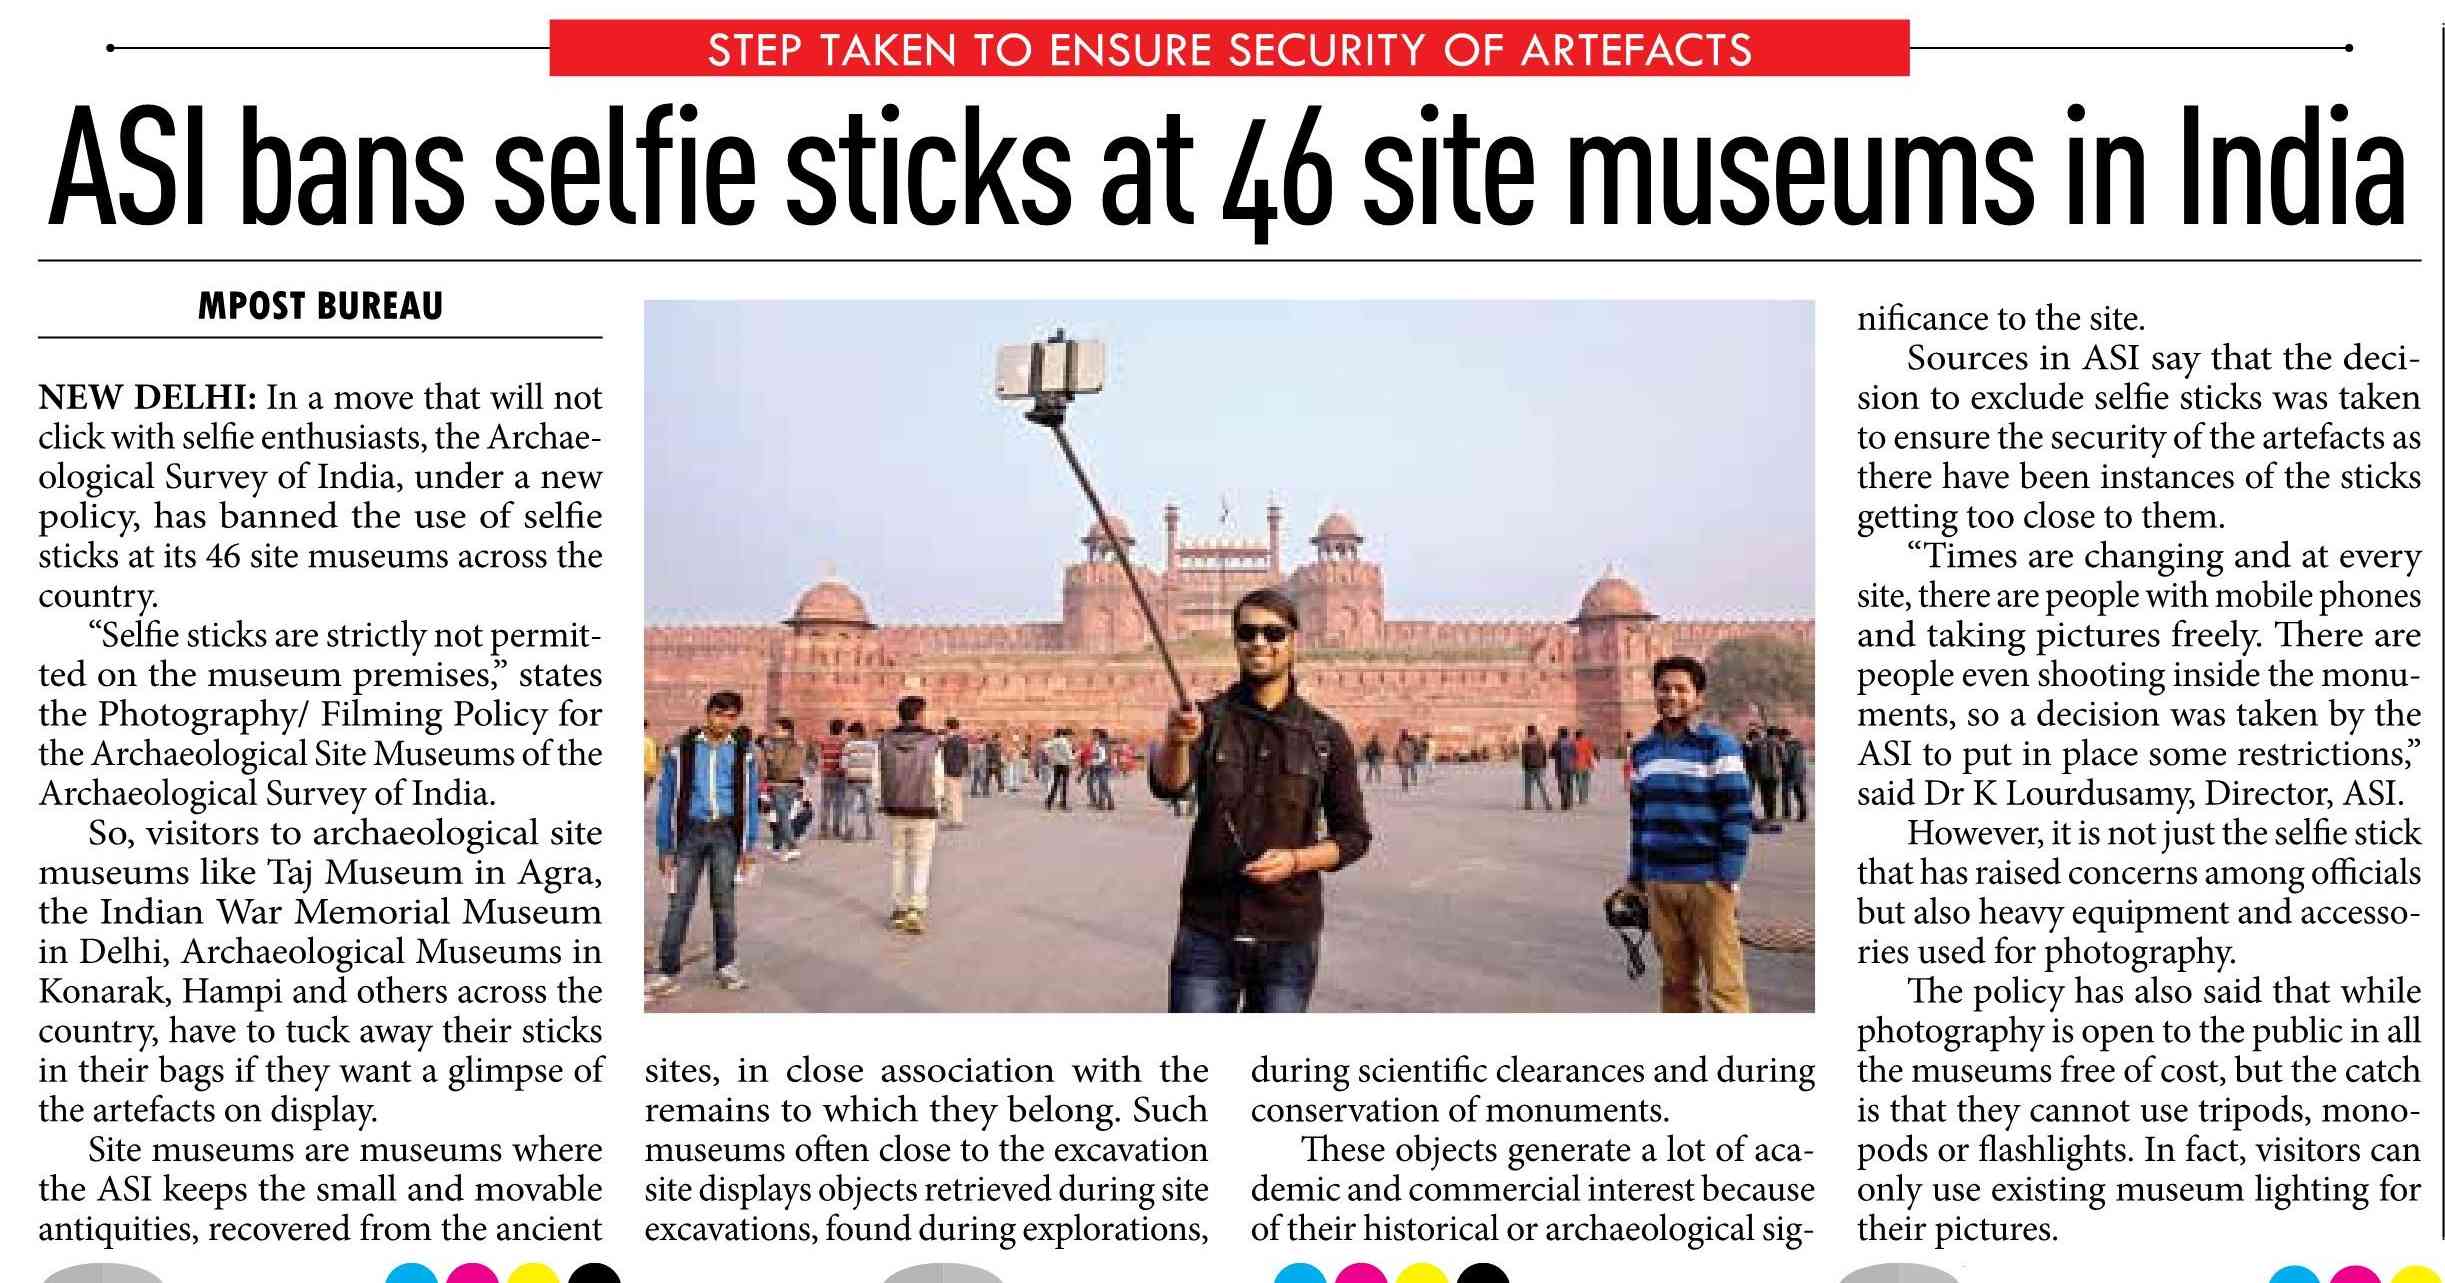 STEP TAKEN TO ENSURE SECURITY OF ARTEFACTS
ASI bans selfie sticks at 46 site museums in India
MPOST BUREAU
NEW DELHI: In a move that will not
click with selfie enthusiasts, the Archae-
ological Survey of India, under a new
policy, has banned the use of selfie
sticks at its 46 site museums across the
country.
“Selfie sticks are strictly not permit-
ted on the museum premises,” states
the Photography/ Filming Policy for
the Archaeological Site Museums of the
Archaeological Survey of India.
So, visitors to archaeological site
museums like Taj Museum in Agra,
the Indian War Memorial Museum
in Delhi, Archaeological Museums in
Konarak, Hampi and others across the
country, have to tuck away their sticks
in their bags if they want a glimpse of
the artefacts on display.
Site museums are museums where
the ASI keeps the small and movable
antiquities, recovered from the ancient
sites, in close association with the
remains to which they belong. Such
museums often close to the excavation
site displays objects retrieved during site
excavations, found during explorations,
during scientific clearances and during
conservation of monuments.
These objects generate a lot of aca-
demic and commercial interest because
of their historical or archaeological sig-
nificance to the site.
Sources in ASI say that the deci-
sion to exclude selfie sticks was taken
to ensure the security of the artefacts as
there have been instances of the sticks
getting too close to them.
“Times are changing and at every
site, there are people with mobile phones
and taking pictures freely. There are
people even shooting inside the monu-
ments, so a decision was taken by the
ASI to put in place some restrictions,”
said Dr K Lourdusamy, Director, ASI.
However, it is not just the selfie stick
that has raised concerns among officials
but also heavy equipment and accesso-
ries used for photography.
The policy has also said that while
photography is open to the public in all
the museums free of cost, but the catch
is that they cannot use tripods, mono-
pods or flashlights. In fact, visitors can
only use existing museum lighting for
their pictures.